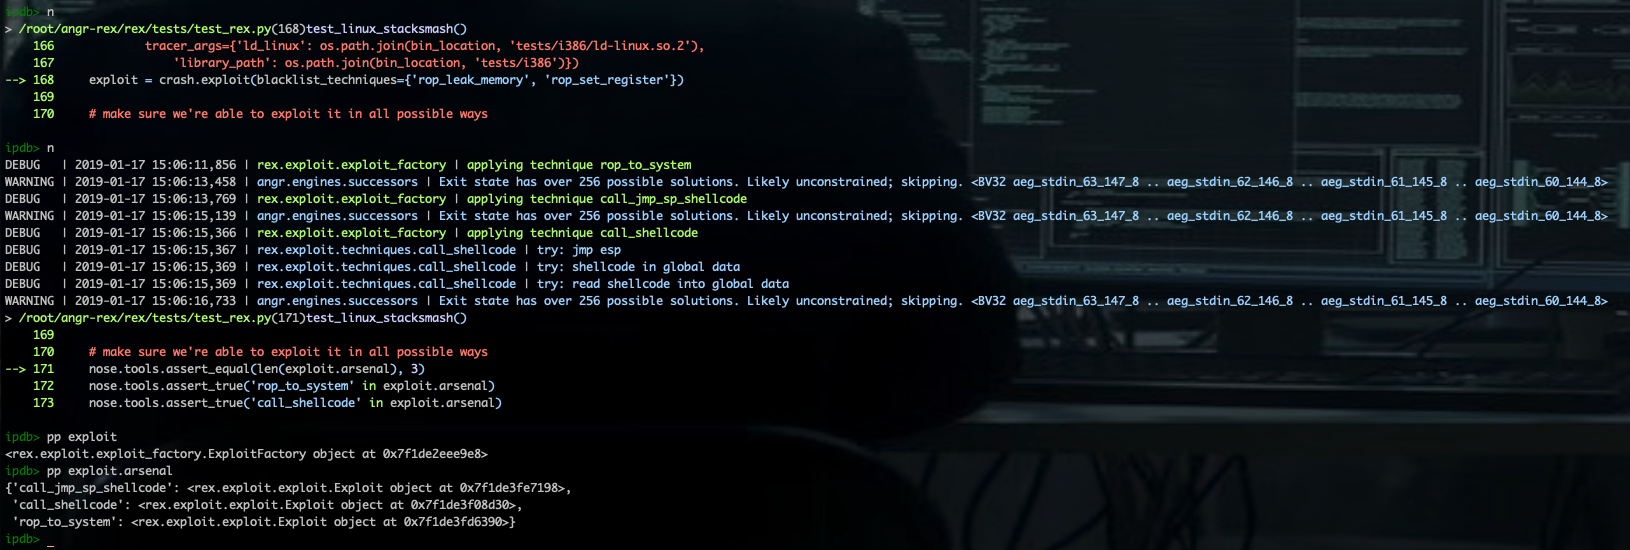 ipdb> n
> /root/angr-rex/rex/tests/test_rex.py(168)test_linux_stacksmash()
166 tracer_args={'ld_linux': os.path.join(bin_location, 'tests/i386/ld-linux.so.2'),
167 'library_path': os.path.join(bin_location, 'tests/i386')})
--> 168 exploit = crash.exploit(blacklist_techniques={'rop_leak_memory', 'rop_set_register'})
169
170 # make sure we're able to exploit it in all possible ways
ipdb> n
DEBUG | 2019-01-17 15:06:11,856 | rex.exploit.exploit_factory | applying technique rop_to_system
WARNING | 2019-01-17 15:06:13,458 | angr.engines.successors | Exit state has over 256 possible solutions. Likely unconstrained; skipping. <BV32 aeg_stdin_63_147_8 .. aeg_stdin_62_146_8 .. aeg_stdin_61_145_8 .. aeg_stdin_60_144_8>
DEBUG | 2019-01-17 15:06:13,769 | rex.exploit.exploit_factory | applying technique call_jmp_sp_shellcode
WARNING | 2019-01-17 15:06:15,139 | angr.engines.successors | Exit state has over 256 possible solutions. Likely unconstrained; skipping. <BV32 aeg_stdin_63_147_8 .. aeg_stdin_62_146_8 .. aeg_stdin_61_145_8 .. aeg_stdin_60_144_8>
DEBUG | 2019-01-17 15:06:15,366 | rex.exploit.exploit_factory | applying technique call_shellcode
DEBUG | 2019-01-17 15:06:15,367 | rex.exploit.techniques.call_shellcode | try: jmp esp
DEBUG | 2019-01-17 15:06:15,369 | rex.exploit.techniques.call_shellcode | try: shellcode in global data
DEBUG | 2019-01-17 15:06:15,369 | rex.exploit.techniques.call_shellcode | try: read shellcode into global data
WARNING | 2019-01-17 15:06:16,733 | angr.engines.successors | Exit state has over 256 possible solutions. Likely unconstrained; skipping. <BV32 aeg_stdin_63_147_8 .. aeg_stdin_62_146_8 .. aeg_stdin_61_145_8 .. aeg_stdin_60_144_8>
> /root/angr-rex/rex/tests/test_rex.py(171)test_linux_stacksmash()
169
170 # make sure we're able to exploit it in all possible ways
--> 171 nose.tools.assert_equal(len(exploit.arsenal), 3)
172 nose.tools.assert_true('rop_to_system' in exploit.arsenal)
173 nose.tools.assert_true('call_shellcode' in exploit.arsenal)
ipdb> pp exploit
<rex.exploit.exploit_factory.ExploitFactory object at 0x7f1de2eee9e8>
ipdb> pp exploit.arsenal
{'call_jmp_sp_shellcode': <rex.exploit.exploit.Exploit object at 0x7f1de3fe7198>,
'call_shellcode': <rex.exploit.exploit.Exploit object at 0x7f1de3f08d30>,
'rop_to_system': <rex.exploit.exploit.Exploit object at 0x7f1de3fd6390>}
ipdb> _